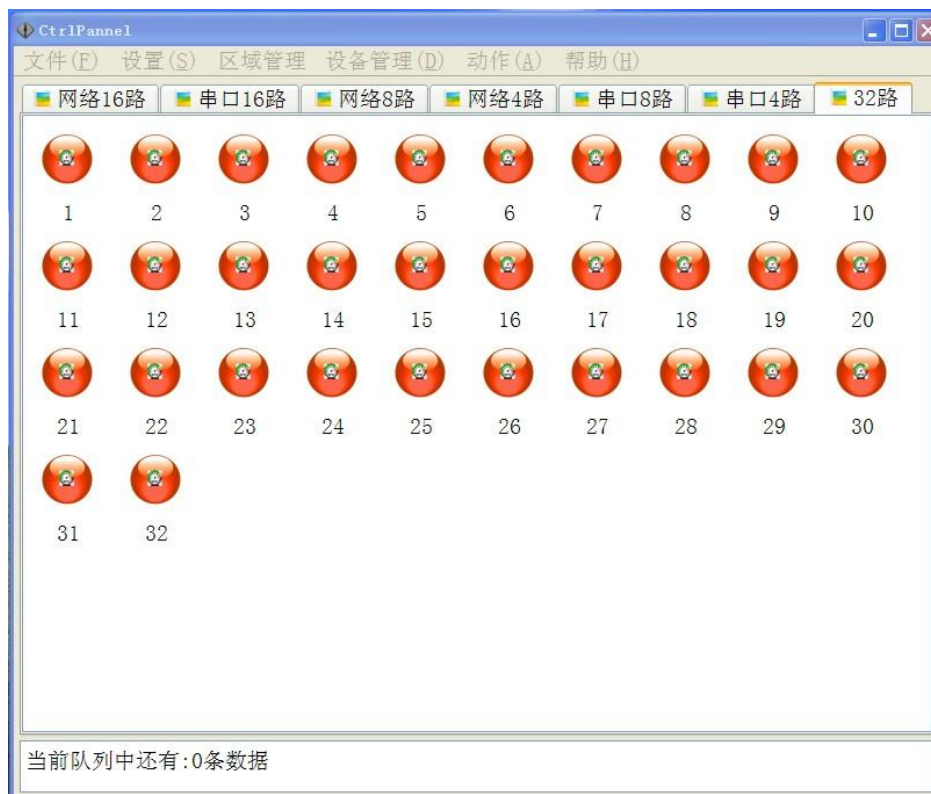 CtrlPannel
文件(F) 设置(S) 区域管理 设备管理(D) 动作(A) 帮助(H)
网络16路 串口16路 网络8路 网络4路 串口8路 串口4路 32路
1 2 3 4 5 6 7 8 9 10
11 12 13 14 15 16 17 18 19 20
21 22 23 24 25 26 27 28 29 30
31 32
当前队列中还有:0条数据